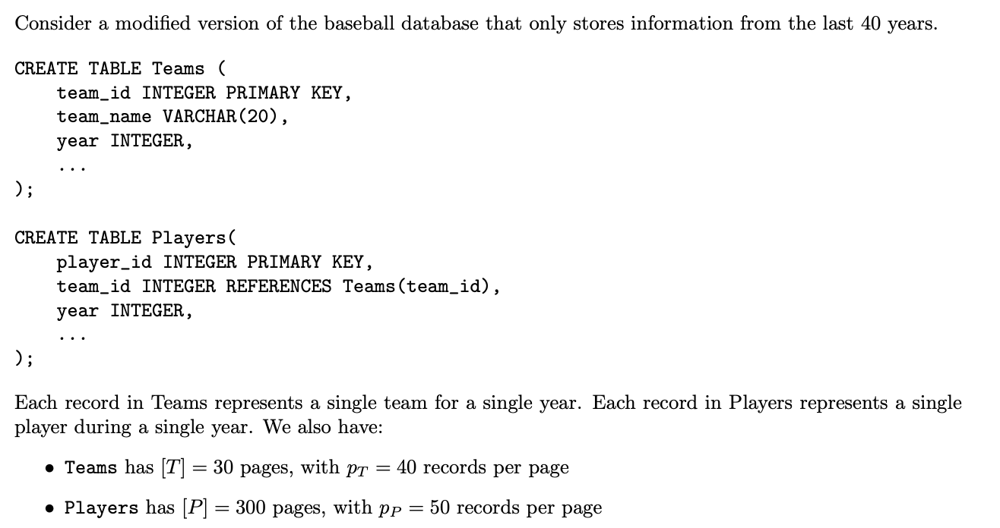 Consider a modified version of the baseball database that only stores information from the last 40 years.
CREATE TABLE Teams (
    team_id INTEGER PRIMARY KEY,
    team_name VARCHAR(20),
    year INTEGER,
    ...
);
CREATE TABLE Players(
    player_id INTEGER PRIMARY KEY,
    team_id INTEGER REFERENCES Teams(team_id),
    year INTEGER,
    ...
);
Each record in Teams represents a single team for a single year. Each record in Players represents a single
player during a single year. We also have:
• Teams has [T] = 30 pages, with p_T = 40 records per page
• Players has [P] = 300 pages, with p_P = 50 records per page